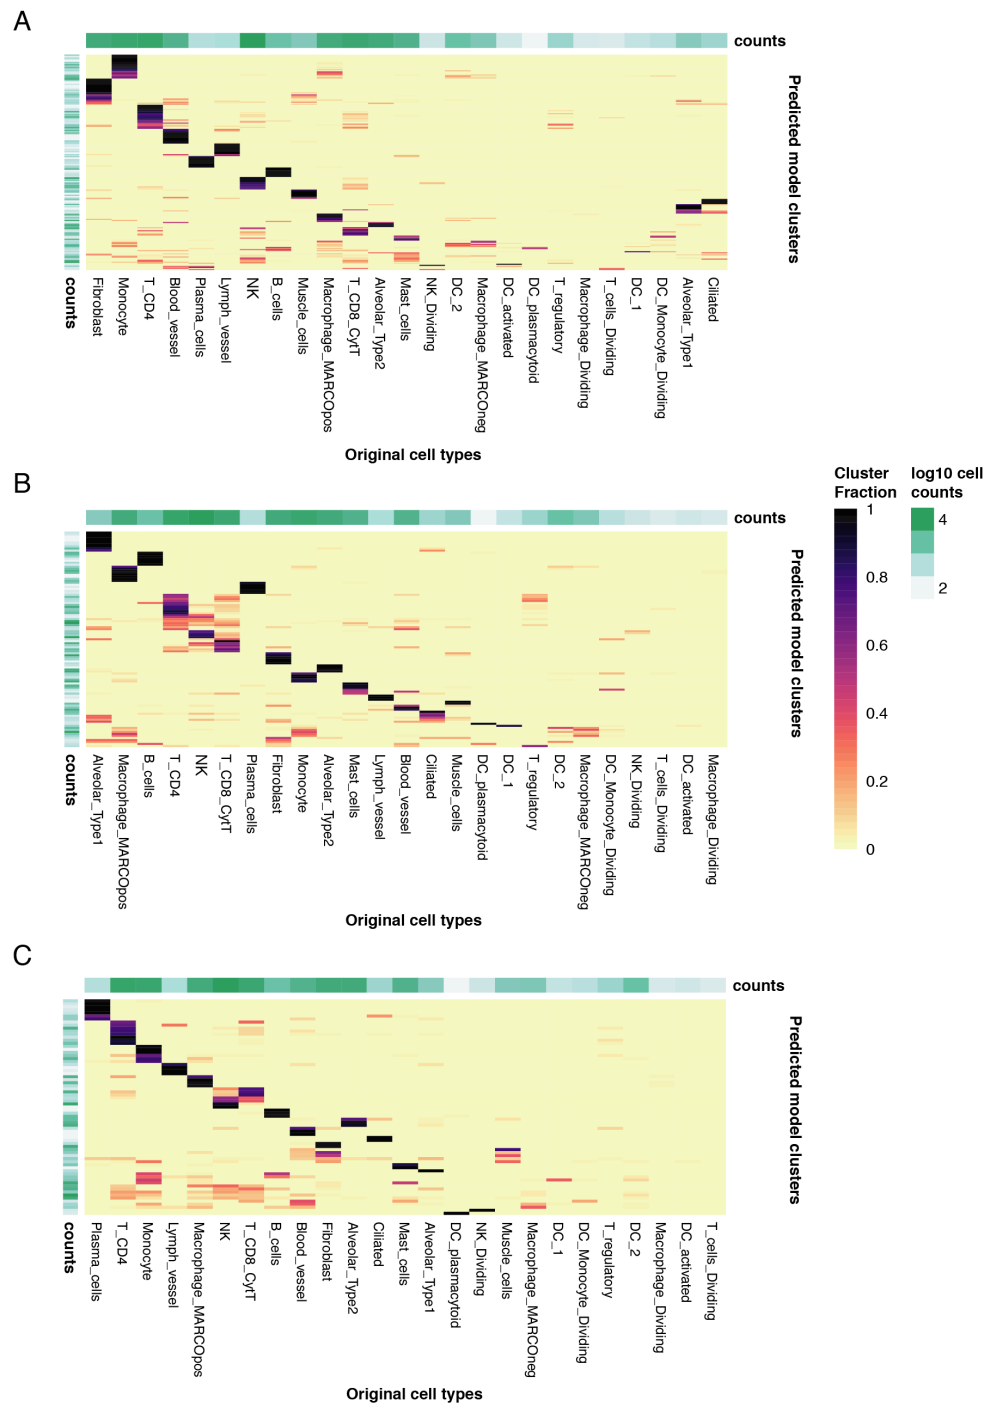 A
counts
Predicted model clusters
counts
Fibroblast
Monocyte
T_CD4
Blood_vessel
Plasma_cells
Lymph_vessel
NK
B_cells
Muscle_cells
Macrophage_MARCOpos
T_CD8_CytT
Alveolar_Type2
Mast_cells
NK_Dividing
DC_2
Macrophage_MARCOneg
DC_activated
DC_plasmacytoid
T_regulatory
Macrophage_Dividing
T_cells_Dividing
DC_1
DC_Monocyte_Dividing
Alveolar_Type1
Ciliated
Original cell types
B
counts
Predicted model clusters
counts
Alveolar_Type1
Macrophage_MARCOpos
B_cells
T_CD4
NK
T_CD8_CytT
Plasma_cells
Fibroblast
Monocyte
Alveolar_Type2
Mast_cells
Lymph_vessel
Blood_vessel
Ciliated
Muscle_cells
DC_plasmacytoid
DC_1
T_regulatory
DC_2
Macrophage_MARCOneg
DC_Monocyte_Dividing
NK_Dividing
T_cells_Dividing
DC_activated
Macrophage_Dividing
Original cell types
Cluster
Fraction
1
0.8
0.6
0.4
0.2
0
log10 cell
counts
4
2
C
counts
Predicted model clusters
counts
Plasma_cells
T_CD4
Monocyte
Lymph_vessel
Macrophage_MARCOpos
NK
T_CD8_CytT
B_cells
Blood_vessel
Fibroblast
Alveolar_Type2
Ciliated
Mast_cells
Alveolar_Type1
DC_plasmacytoid
NK_Dividing
Muscle_cells
Macrophage_MARCOneg
DC_1
DC_Monocyte_Dividing
T_regulatory
DC_2
Macrophage_Dividing
DC_activated
T_cells_Dividing
Original cell types